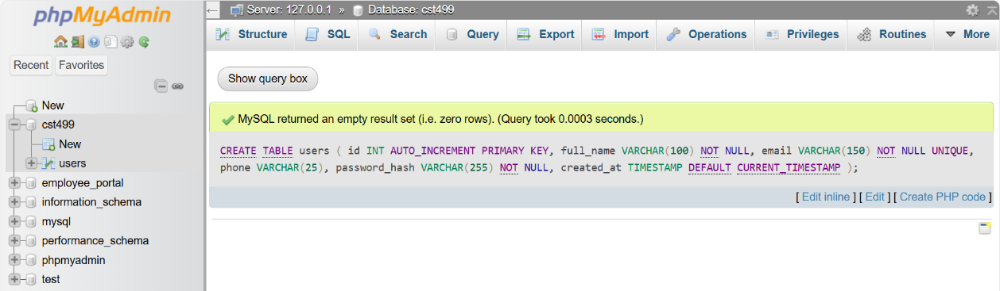 phpMyAdmin
Recent Favorites
New
cst499
New
users
employee_portal
information_schema
mysql
performance_schema
phpmyadmin
test
Server: 127.0.0.1 » Database: cst499
Structure SQL Search Query Export Import Operations Privileges Routines More
Show query box
MySQL returned an empty result set (i.e. zero rows). (Query took 0.0003 seconds.)
CREATE TABLE users ( id INT AUTO_INCREMENT PRIMARY KEY, full_name VARCHAR(100) NOT NULL, email VARCHAR(150) NOT NULL UNIQUE,
phone VARCHAR(25), password_hash VARCHAR(255) NOT NULL, created_at TIMESTAMP DEFAULT CURRENT_TIMESTAMP );
[ Edit inline ] [ Edit ] [ Create PHP code ]